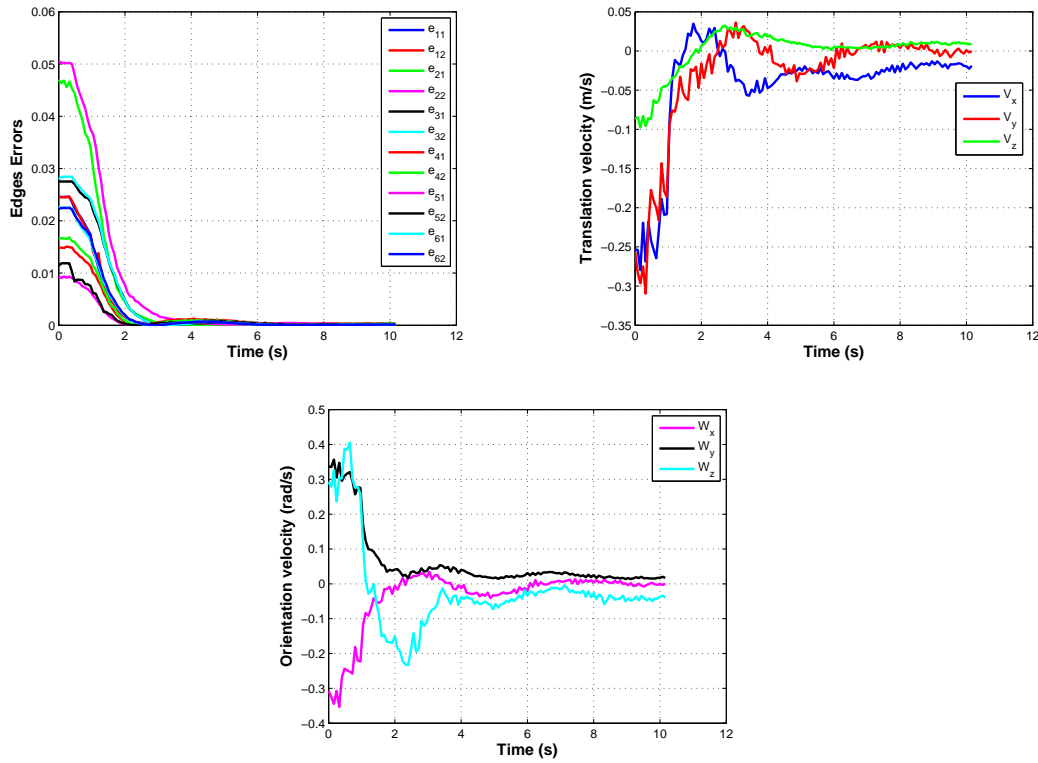 0.06
0.05
0.04
0.03
0.02
0.01
0
0 2 4 6 8 10 12
Edges Errors
Time (s)
e11
e12
e21
e22
e31
e32
e41
e42
e51
e52
e61
e62
0.05
0
−0.05
−0.1
−0.15
−0.2
−0.25
−0.3
−0.35
0 2 4 6 8 10 12
Translation velocity (m/s)
Time (s)
Vx
Vy
Vz
0.5
0.4
0.3
0.2
0.1
0
−0.1
−0.2
−0.3
−0.4
0 2 4 6 8 10 12
Orientation velocity (rad/s)
Time (s)
Wx
Wy
Wz